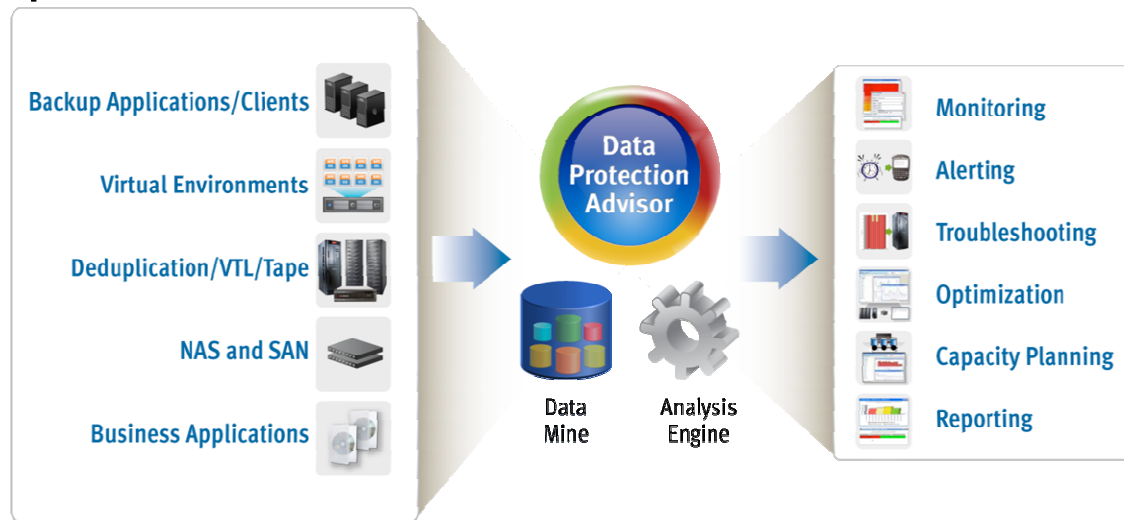 Backup Applications/Clients
Virtual Environments
Deduplication/VTL/Tape
NAS and SAN
Business Applications
Data
Protection
Advisor
Data
Mine
Analysis
Engine
Monitoring
Alerting
Troubleshooting
Optimization
Capacity Planning
Reporting